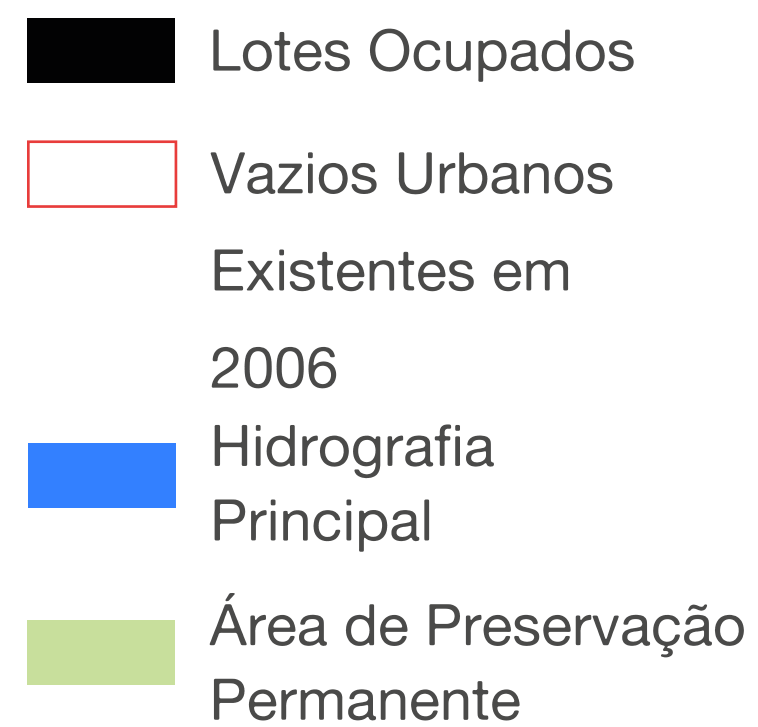 Lotes Ocupados
Vazios Urbanos
Existentes em
2006
Hidrografia
Principal
Área de Preservação
Permanente